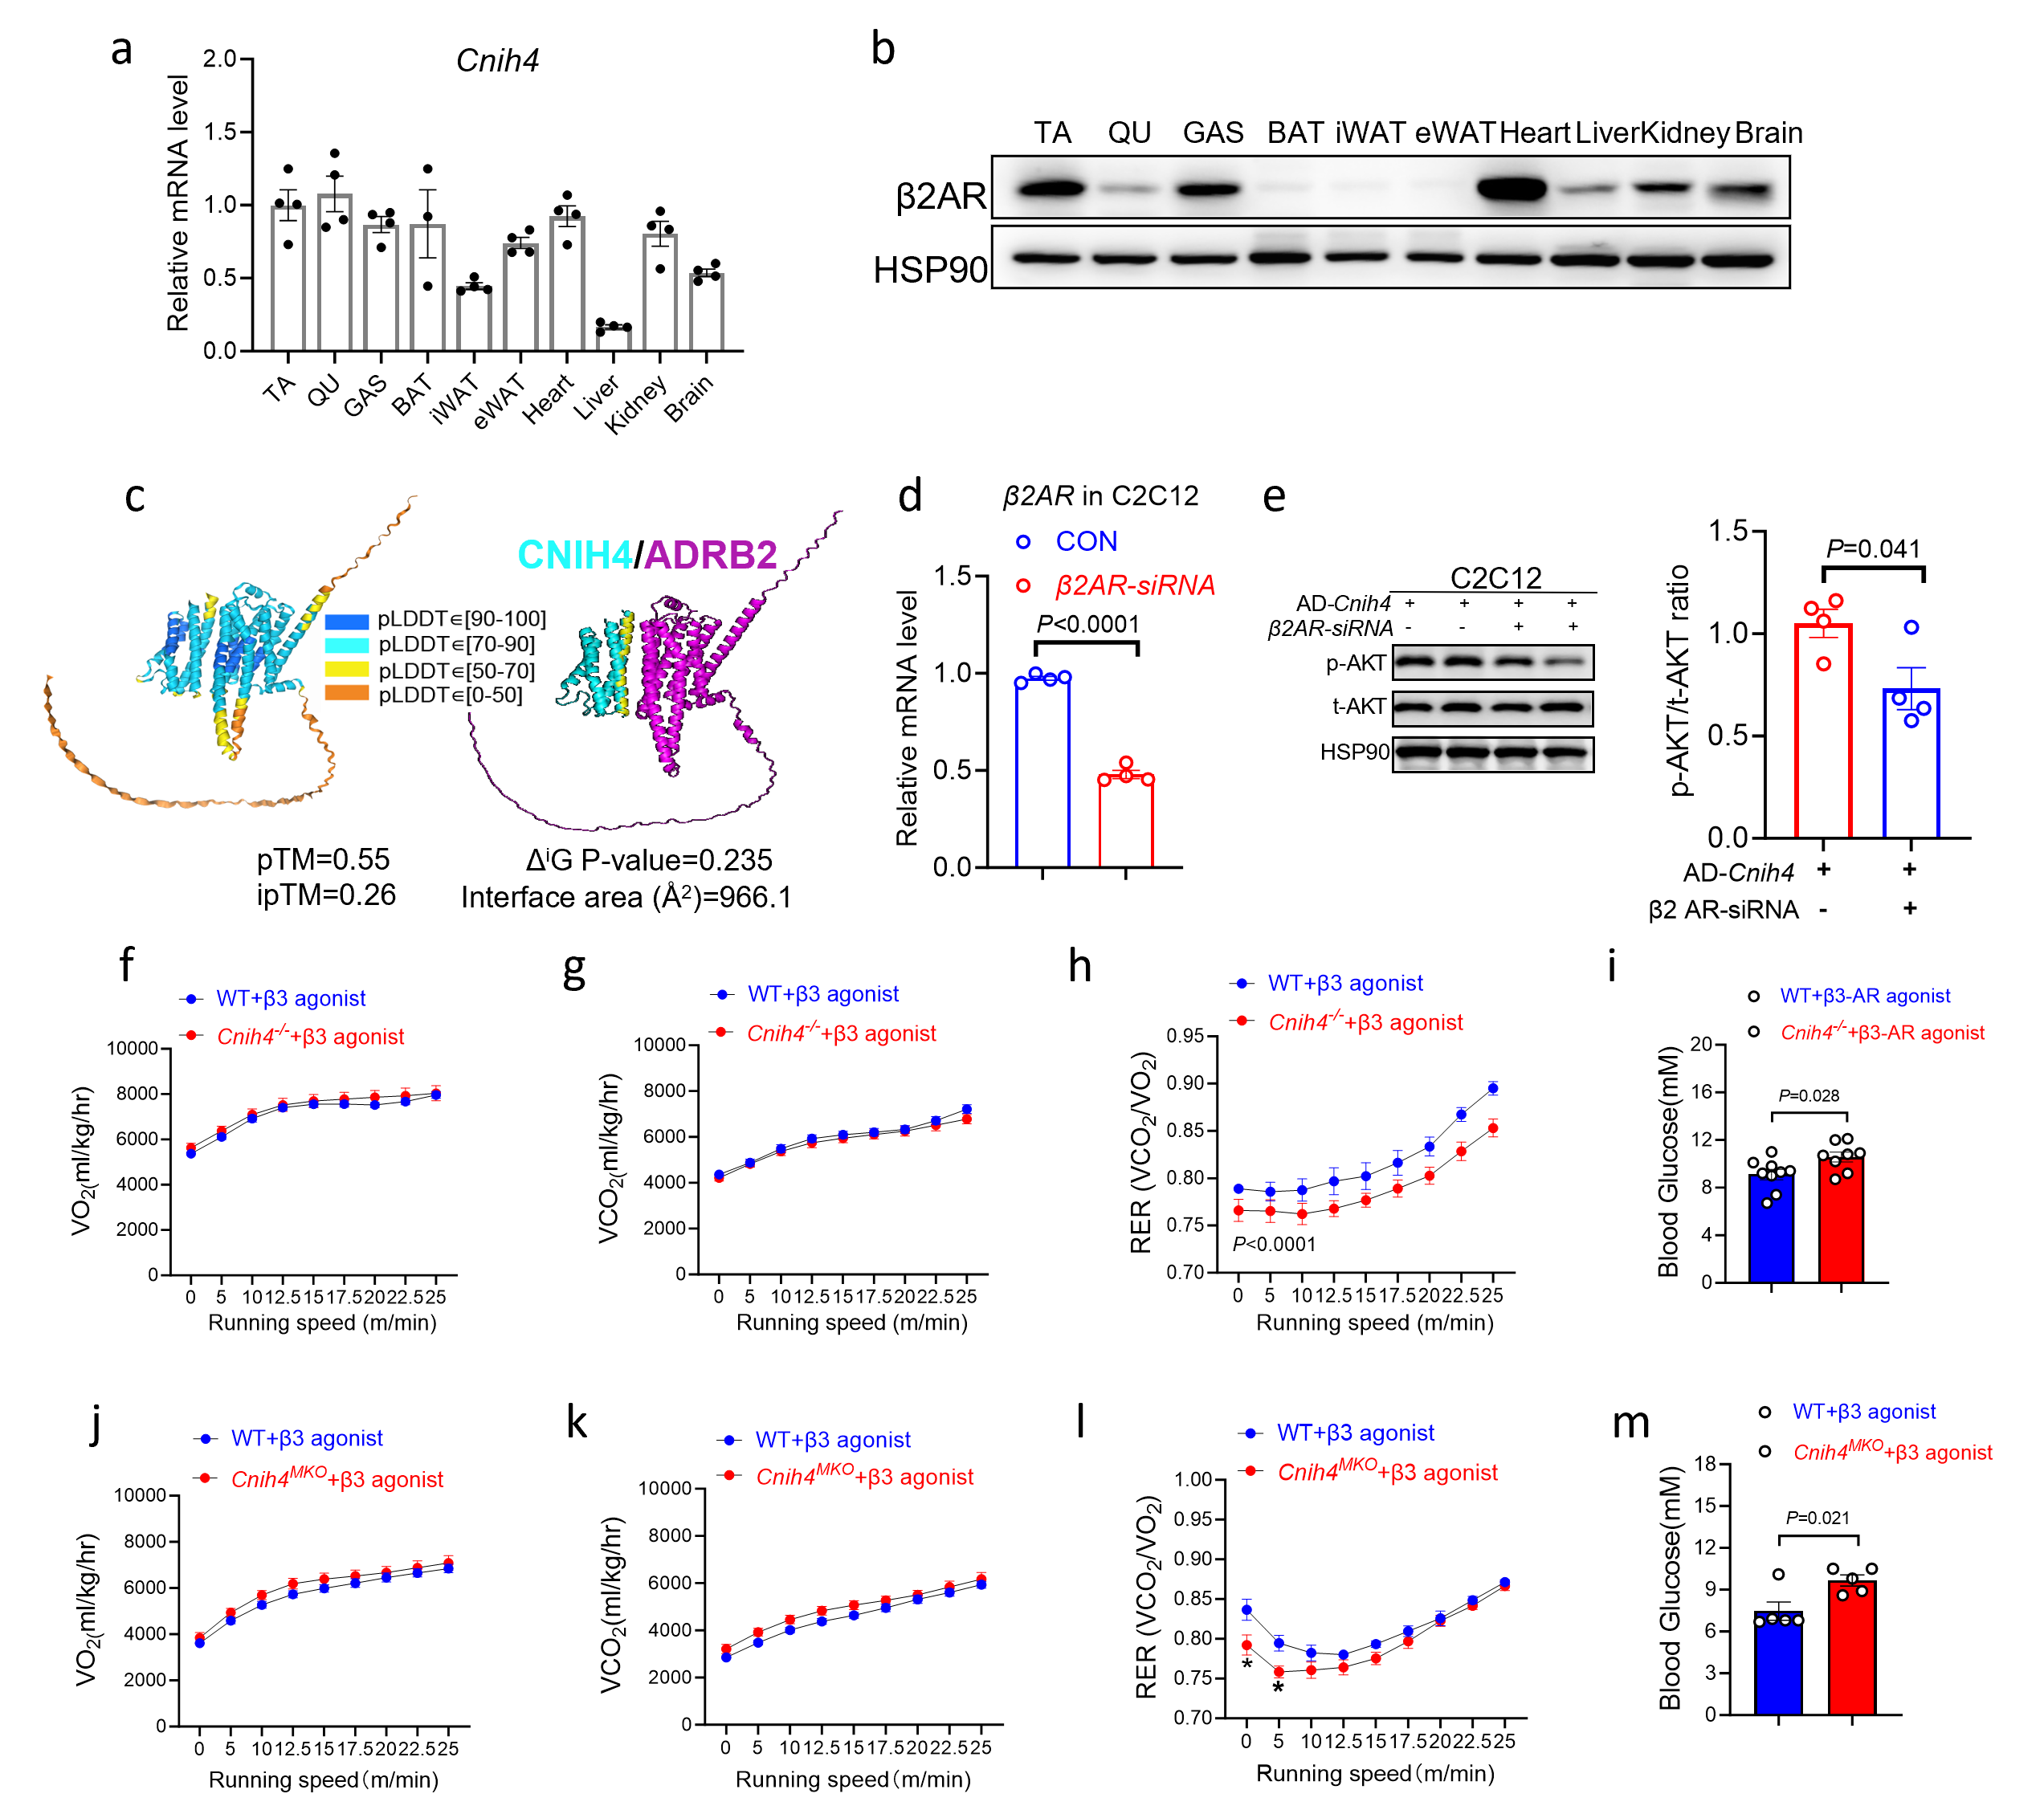 a
Cnih4
Relative mRNA level
2.0
1.5
1.0
0.5
0.0
TA
QU
GAS
BAT
iWAT
eWAT
Heart
Liver
Kidney
Brain
b
TA QU GAS BAT iWAT eWAT Heart Liver Kidney Brain
β2AR
HSP90
c
CNIH4/ADRB2
pLDDT∈[90-100]
pLDDT∈[70-90]
pLDDT∈[50-70]
pLDDT∈[0-50]
pTM=0.55
ipTM=0.26
ΔⁱG P-value=0.235
Interface area (Å²)=966.1
d
β2AR in C2C12
CON
β2AR-siRNA
Relative mRNA level
1.5
1.0
0.5
0.0
P<0.0001
e
C2C12
AD-Cnih4 + + + +
β2AR-siRNA - - + +
p-AKT
t-AKT
HSP90
p-AKT/t-AKT ratio
1.5
1.0
0.5
0.0
P=0.041
AD-Cnih4 + +
β2 AR-siRNA - +
f
WT+β3 agonist
Cnih4⁻/⁻+β3 agonist
VO₂(ml/kg/hr)
10000
8000
6000
4000
2000
0
0 5 10 12.5 15 17.5 20 22.5 25
Running speed (m/min)
g
WT+β3 agonist
Cnih4⁻/⁻+β3 agonist
VCO₂(ml/kg/hr)
10000
8000
6000
4000
2000
0
0 5 10 12.5 15 17.5 20 22.5 25
Running speed (m/min)
h
WT+β3 agonist
Cnih4⁻/⁻+β3 agonist
RER (VCO₂/VO₂)
0.95
0.90
0.85
0.80
0.75
0.70
P<0.0001
0 5 10 12.5 15 17.5 20 22.5 25
Running speed (m/min)
i
WT+β3-AR agonist
Cnih4⁻/⁻+β3-AR agonist
Blood Glucose(mM)
20
16
12
8
4
0
P=0.028
j
WT+β3 agonist
Cnih4ᴹᴷᴼ+β3 agonist
VO₂(ml/kg/hr)
10000
8000
6000
4000
2000
0
0 5 10 12.5 15 17.5 20 22.5 25
Running speed(m/min)
k
WT+β3 agonist
Cnih4ᴹᴷᴼ+β3 agonist
VCO₂(ml/kg/hr)
10000
8000
6000
4000
2000
0
0 5 10 12.5 15 17.5 20 22.5 25
Running speed(m/min)
l
WT+β3 agonist
Cnih4ᴹᴷᴼ+β3 agonist
RER (VCO₂/VO₂)
1.00
0.95
0.90
0.85
0.80
0.75
0.70
*
*
0 5 10 12.5 15 17.5 20 22.5 25
Running speed (m/min)
m
WT+β3 agonist
Cnih4ᴹᴷᴼ+β3 agonist
Blood Glucose(mM)
18
15
12
9
6
3
0
P=0.021